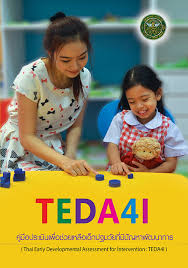 TEDA4I
คู่มือประเมินเพื่อช่วยเหลือเด็กปฐมวัยที่มีปัญหาพัฒนาการ
( Thai Early Developmental Assessment for Intervention: TEDA4I )